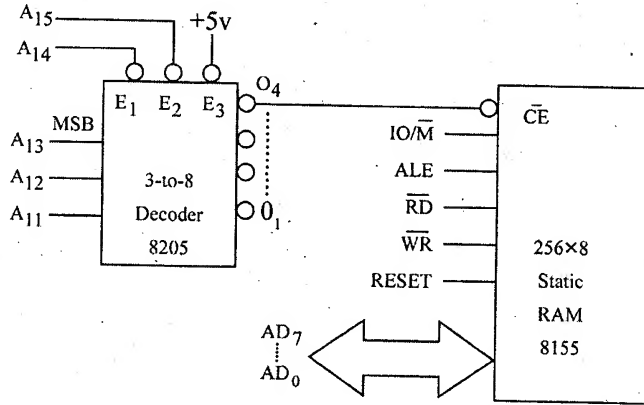 A15
+5v
A14
E1 E2 E3
O4
MSB
A13
A12
A11
3-to-8
Decoder
8205
01
CE
IO/M
ALE
RD
WR
RESET
256×8
Static
RAM
8155
AD7
AD0